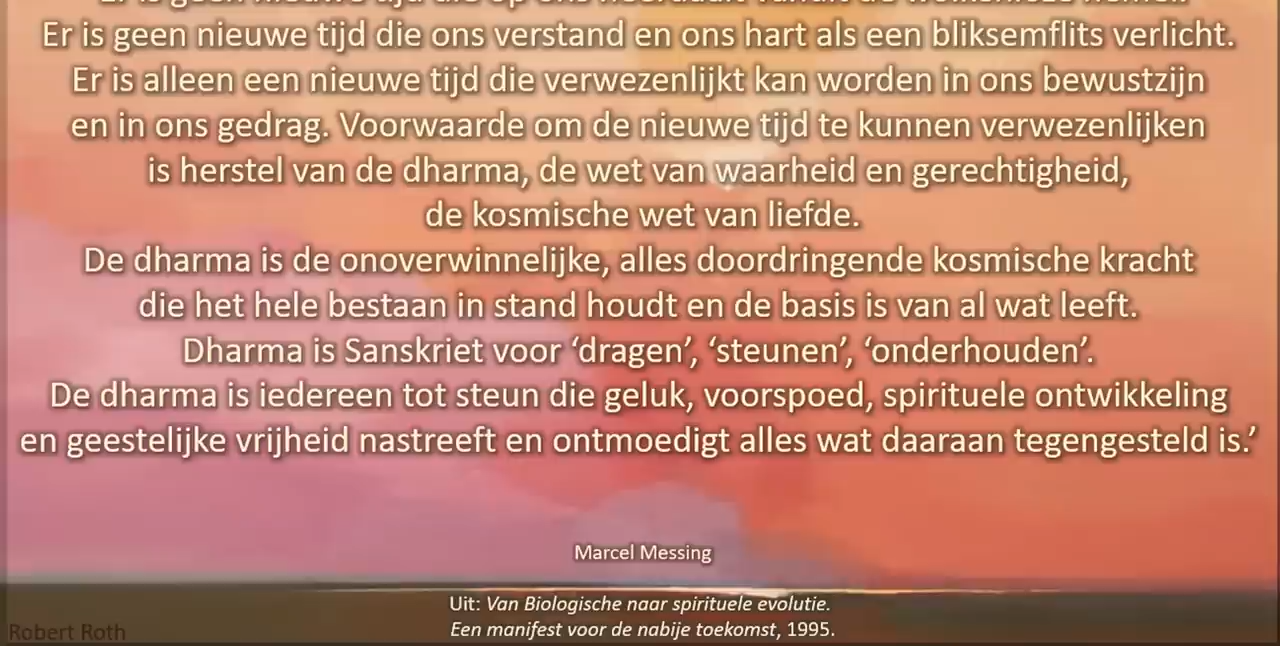 Er is geen nieuwe tijd die ons verstand en ons hart als een bliksemflits verlicht.
Er is alleen een nieuwe tijd die verwezenlijkt kan worden in ons bewustzijn
en in ons gedrag. Voorwaarde om de nieuwe tijd te kunnen verwezenlijken
is herstel van de dharma, de wet van waarheid en gerechtigheid,
de kosmische wet van liefde.
De dharma is de onoverwinnelijke, alles doordringende kosmische kracht
die het hele bestaan in stand houdt en de basis is van al wat leeft.
Dharma is Sanskriet voor ‘dragen’, ‘steunen’, ‘onderhouden’.
De dharma is iedereen tot steun die geluk, voorspoed, spirituele ontwikkeling
en geestelijke vrijheid nastreeft en ontmoedigt alles wat daaraan tegengesteld is.’
Marcel Messing
Uit: Van Biologische naar spirituele evolutie.
Een manifest voor de nabije toekomst, 1995.
Robert Roth